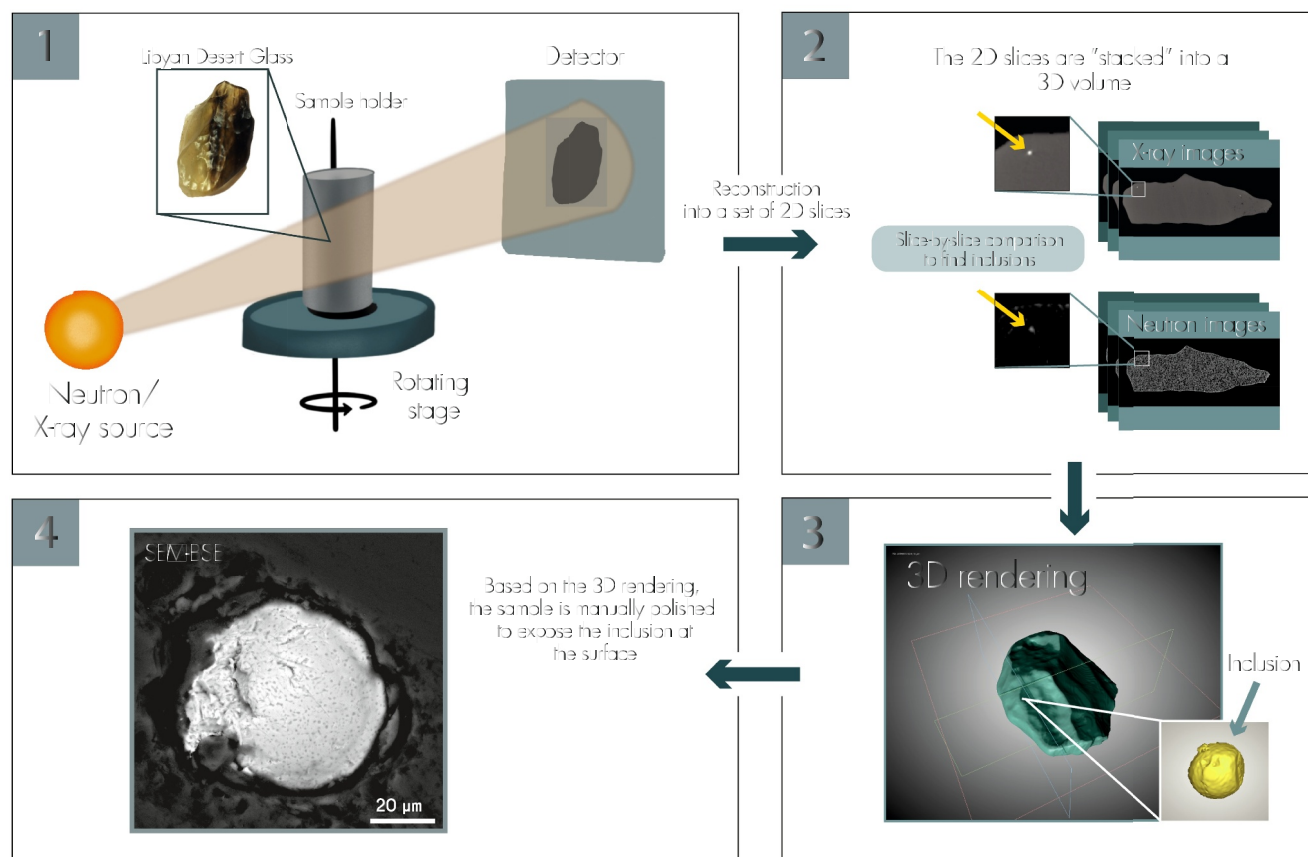 1
Libyan Desert Glass
Sample holder
Detector
Neutron/
X-ray source
Rotating
stage
Reconstruction
into a set of 2D slices
2
The 2D slices are "stacked" into a
3D volume
X-ray images
Slice-by-slice comparison
to find inclusions
Neutron images
3
3D rendering
Inclusion
4
SEM-BSE
20 µm
Based on the 3D rendering,
the sample is manually polished
to expose the inclusion at
the surface